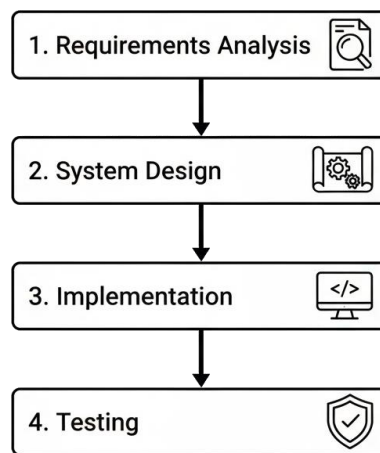 1. Requirements Analysis
2. System Design
3. Implementation
</>
4. Testing